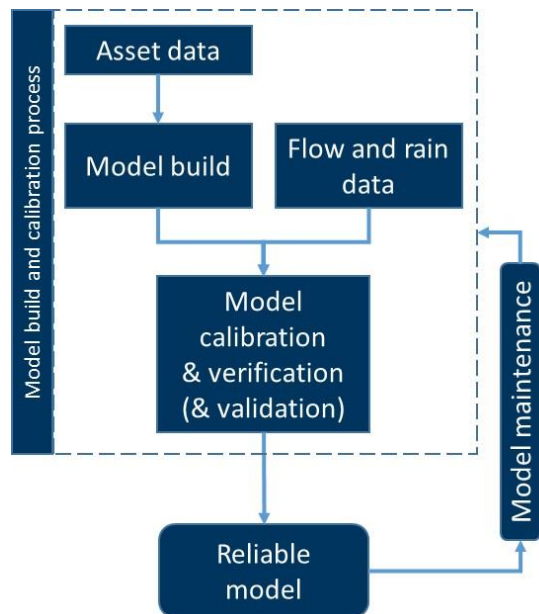 Model build and calibration process
Asset data
Model build
Flow and rain
data
Model
calibration
& verification
(& validation)
Model maintenance
Reliable
model